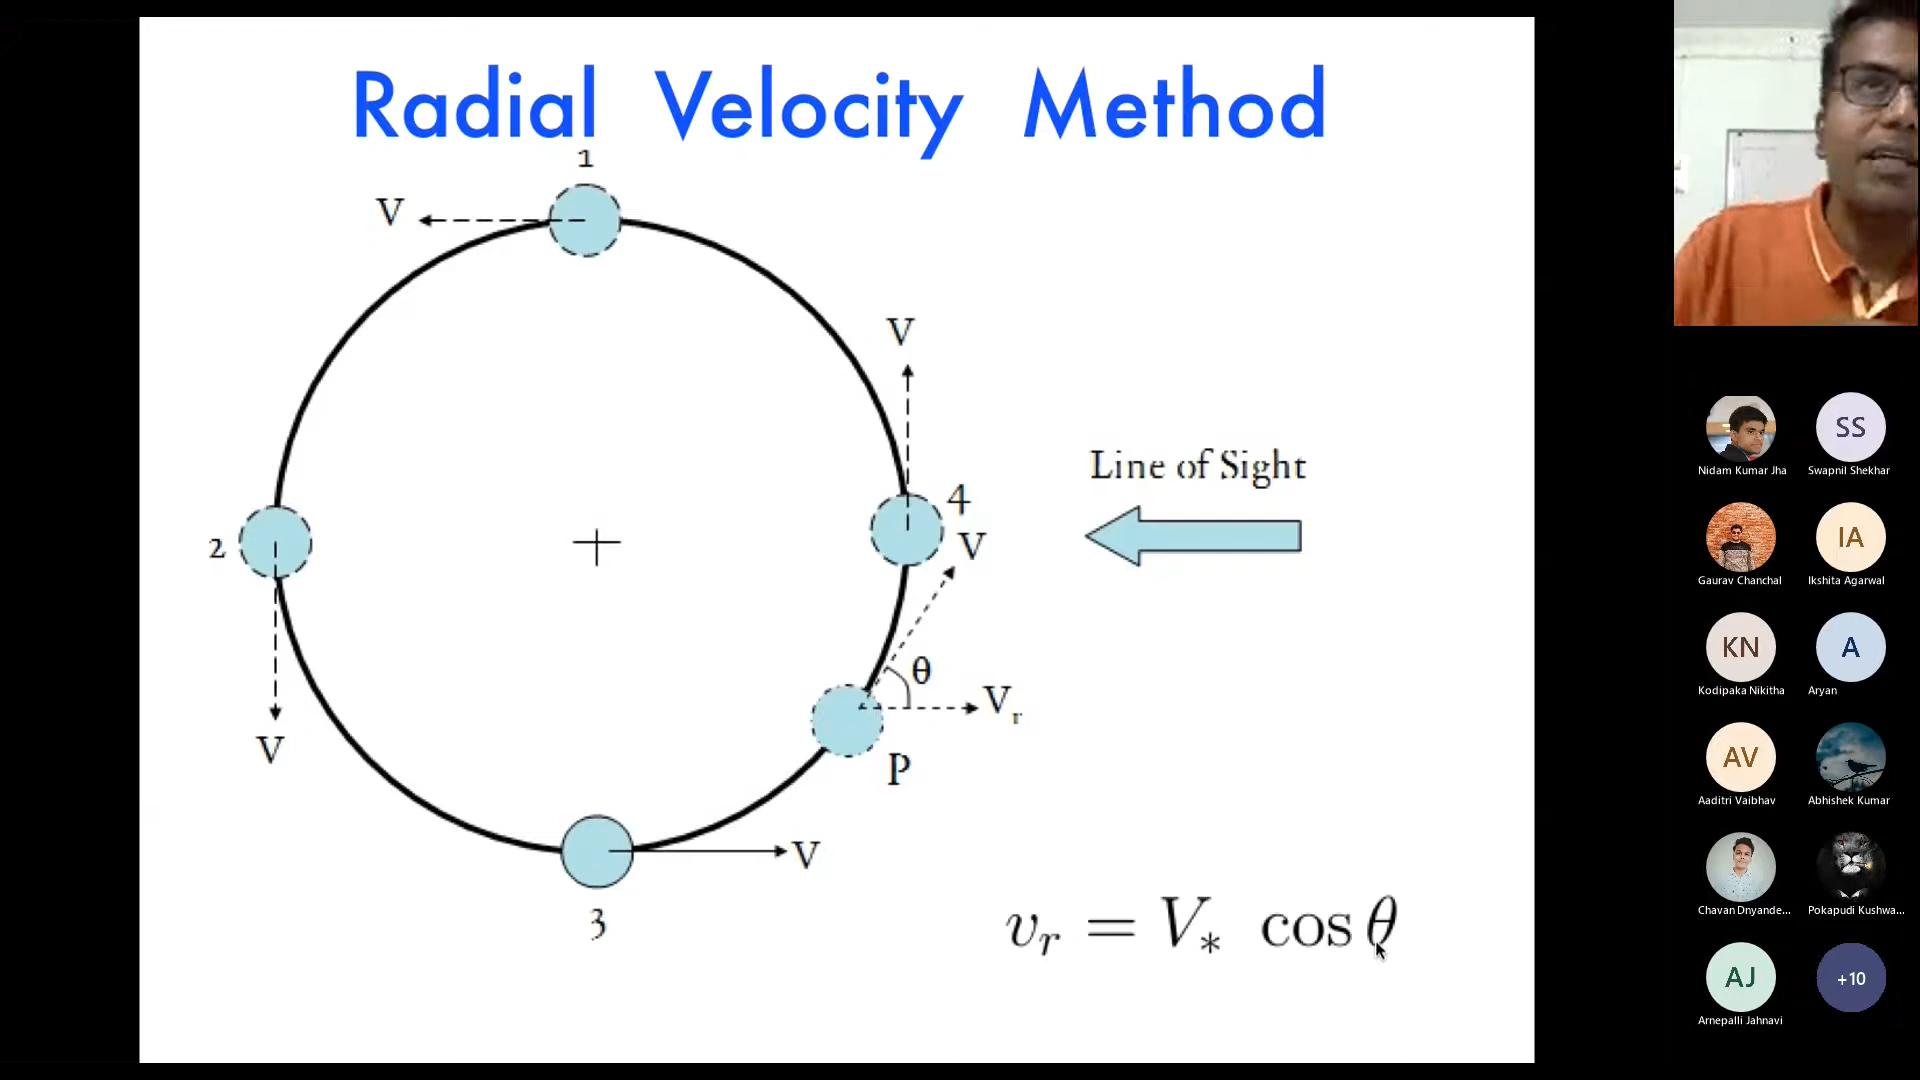 Radial Velocity Method
1
V
V
4
V
2
θ
V_r
V
P
V
3
Line of Sight
v_r = V_* cos θ
Nidam Kumar Jha
SS
Swapnil Shekhar
Gaurav Chanchal
IA
Ikshita Agarwal
KN
Kodipaka Nikitha
A
Aryan
AV
Aaditri Vaibhav
Abhishek Kumar
Chavan Dnyande...
Pokapudi Kushwa...
AJ
Arnepalli Jahnavi
+10